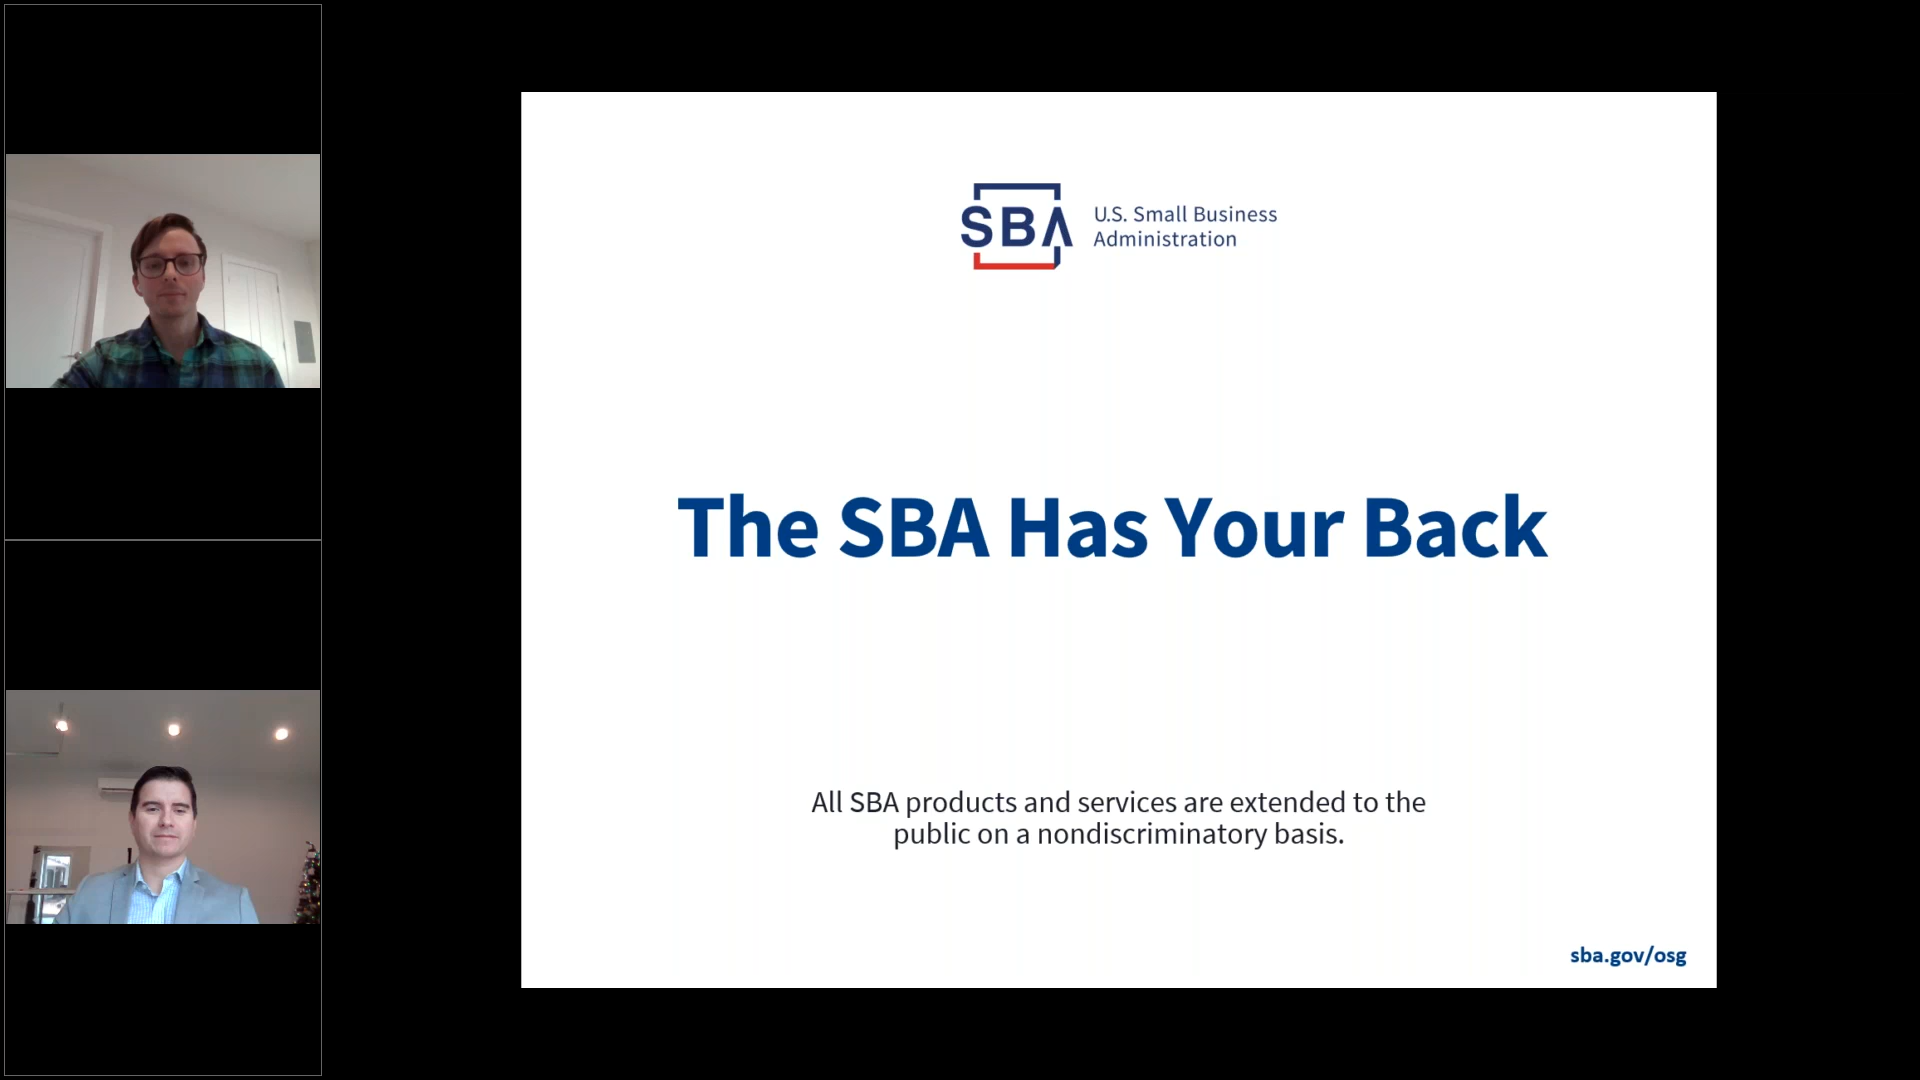 SBA
U.S. Small Business
Administration
The SBA Has Your Back
All SBA products and services are extended to the
public on a nondiscriminatory basis.
sba.gov/osg